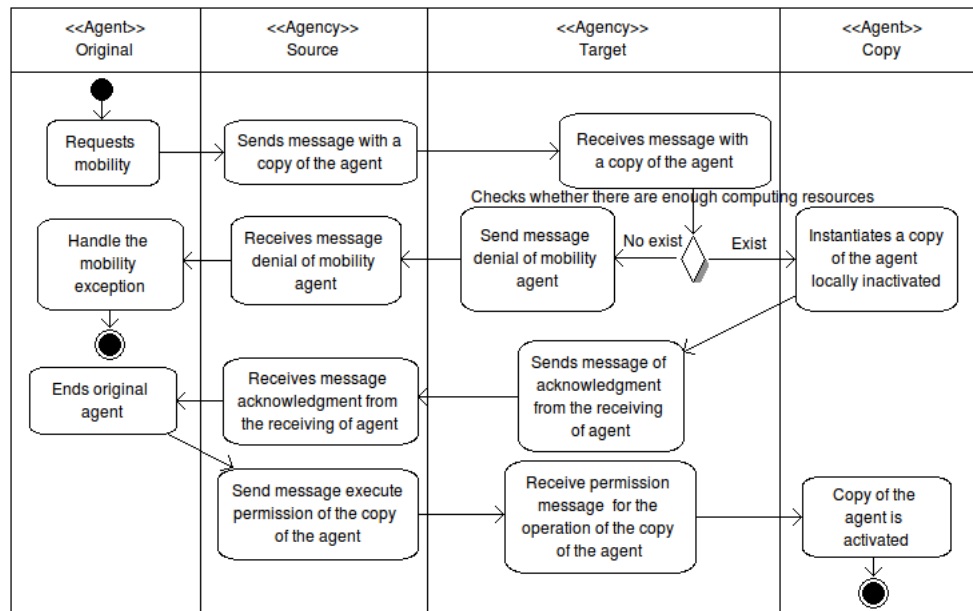 <<Agent>>
Original
<<Agency>>
Source
<<Agency>>
Target
<<Agent>>
Copy
Requests
mobility
Sends message with a
copy of the agent
Receives message with
a copy of the agent
Checks whether there are enough computing resources
Handle the
mobility
exception
Receives message
denial of mobility
agent
Send message
denial of mobility
agent
No exist
Exist
Instantiates a copy
of the agent
locally inactivated
Ends original
agent
Receives message
acknowledgment from
the receiving of agent
Sends message of
acknowledgment
from the receiving
of agent
Send message execute
permission of the copy
of the agent
Receive permission
message for the
operation of the copy
of the agent
Copy of the
agent is
activated